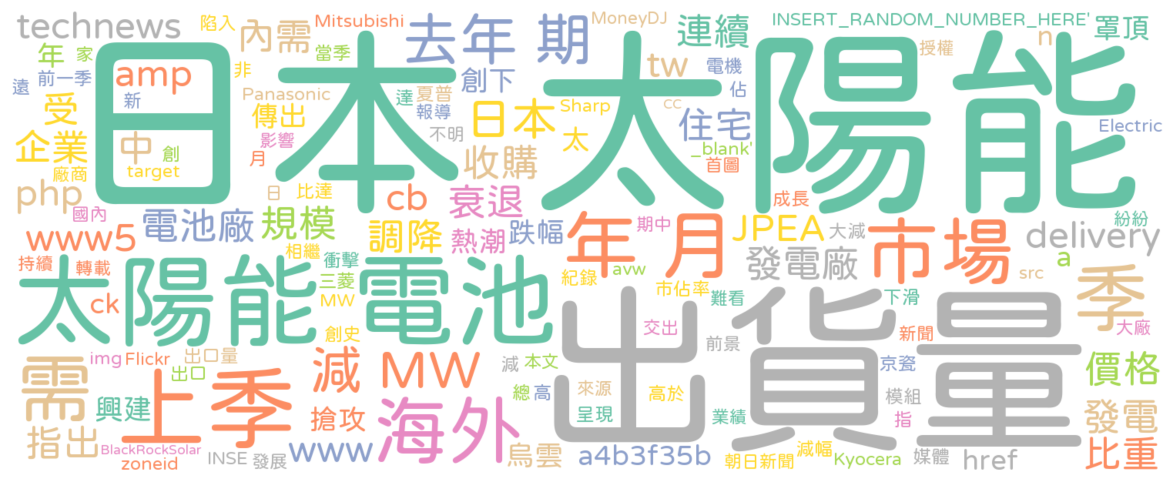 technews 陷入 Mitsubishi 去年 期 MoneyDJ 連續 INSERT_RANDOM_NUMBER_HERE' 罩頂
年 家 內需 當季 n 授權
遠 前一季 amp 非 創下 tw 電機
受 新 Panasonic 達 夏普 Sharp cc 佔
日本 太陽能
傳出 報導 日本 住宅 Electric
企業 中 創 影響 不明 太 _blank'
廠商 target 月 收購 首圖
php 日 比達 cb 衰退 成長
國內 電池廠 規模 調降 熱潮 跌幅 年 月 期中 JPEA 大減 市場 delivery 紛紛
www5 相繼 發電廠 a
持續 轉載 衝擊 紀錄 avw 市佔率 src
太陽能 電池 三菱 難看 下滑 季
ck MW 出貨量
創史 交出 新聞 大廠
img Flickr 出口量 減 MW 減 本文 前景 京瓷 價格
需 出口 上季 海外 總 高 來源 高於 模組
興建 搶攻 呈現 業績 指 發電
指出 BlackRockSolar www 烏雲 減幅 媒體 比重
zoneid INSE 發展 a4b3f35b 朝日新聞 Kyocera href